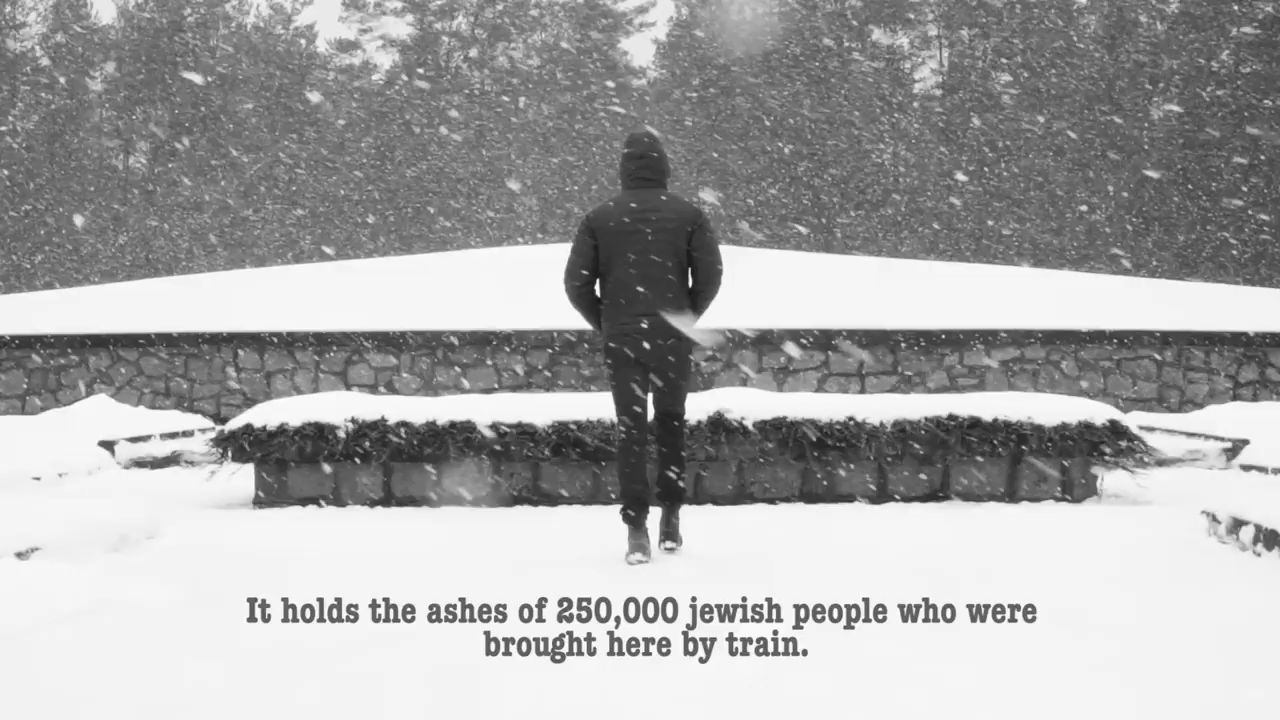 It holds the ashes of 250,000 jewish people who were
brought here by train.